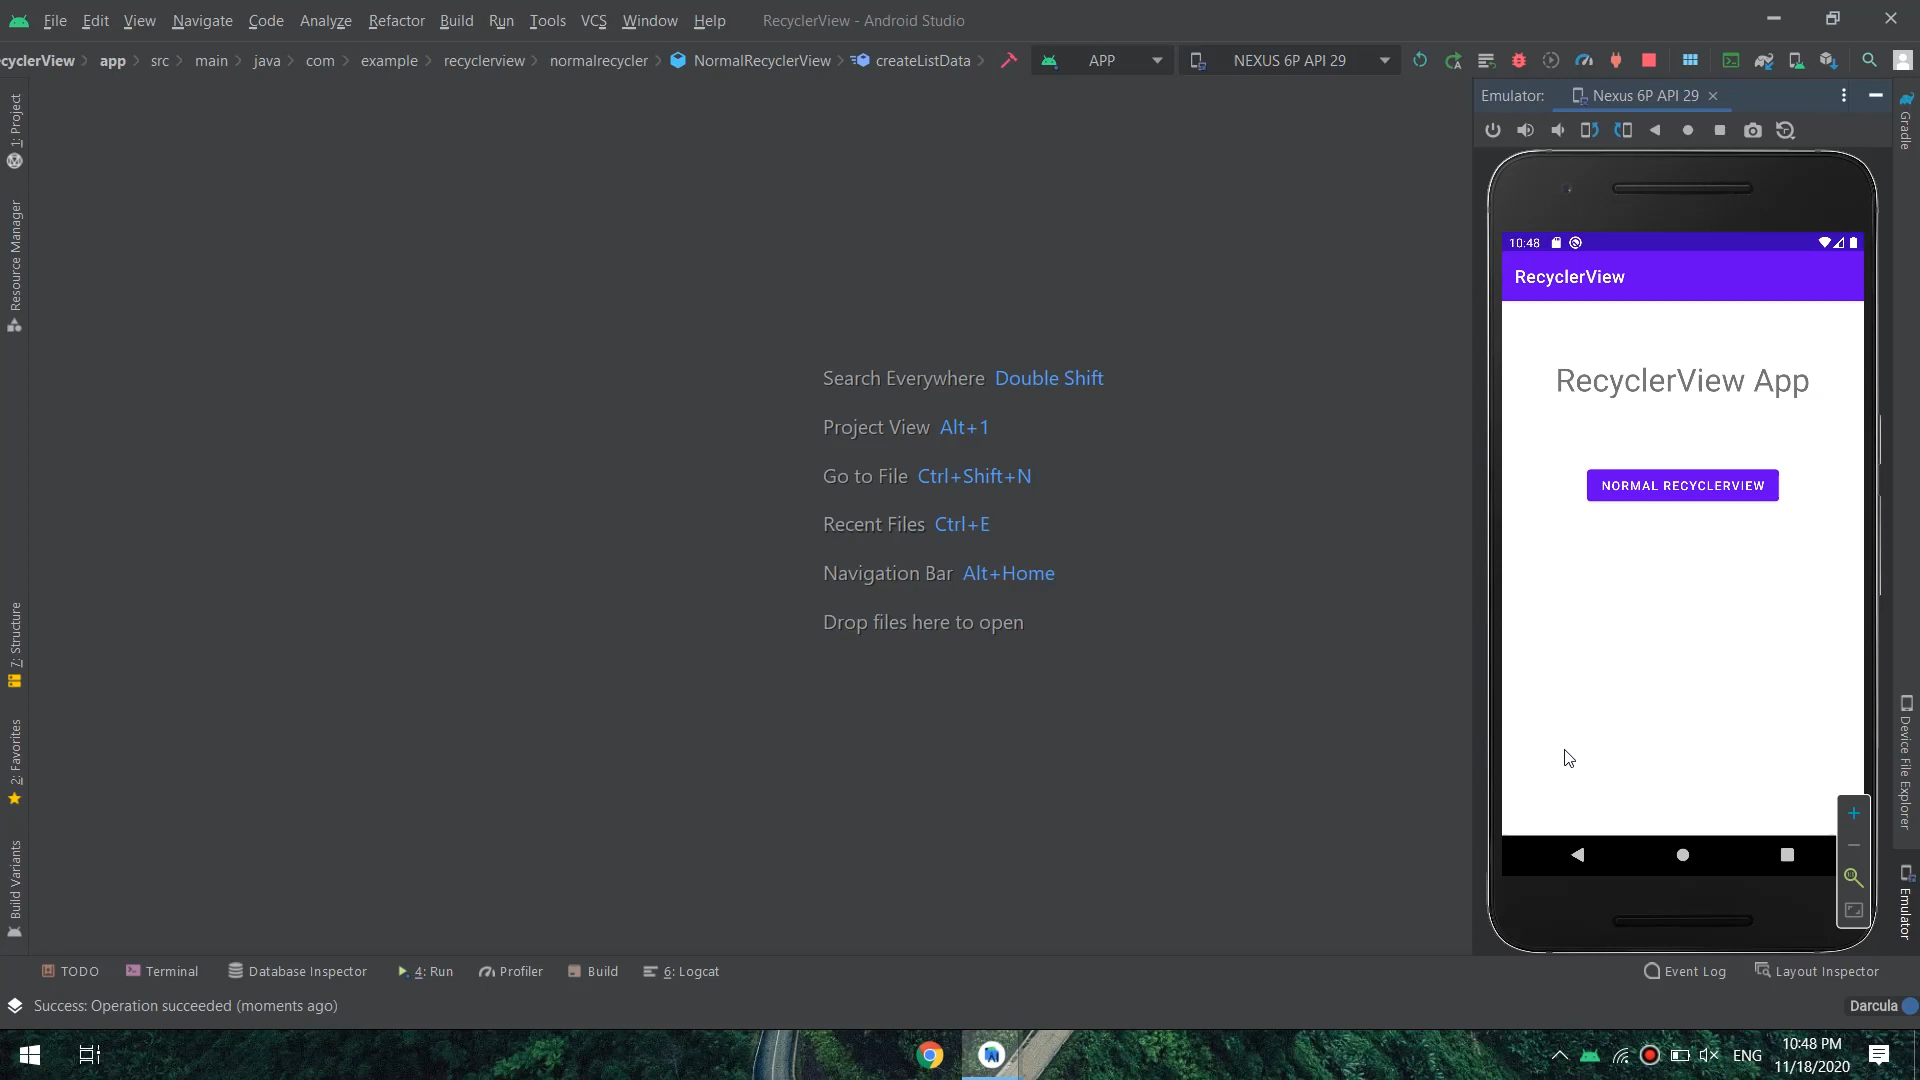 File Edit View Navigate Code Analyze Refactor Build Run Tools VCS Window Help RecyclerView - Android Studio
cyclerView app src main java com example recyclerview normalrecycler NormalRecyclerView createListData APP NEXUS 6P API 29
Emulator: Nexus 6P API 29
1: Project
Resource Manager
7: Structure
2: Favorites
Build Variants
Search Everywhere Double Shift
Project View Alt+1
Go to File Ctrl+Shift+N
Recent Files Ctrl+E
Navigation Bar Alt+Home
Drop files here to open
10:48
RecyclerView
RecyclerView App
NORMAL RECYCLERVIEW
Gradle
Device File Explorer
Emulator
TODO Terminal Database Inspector 4: Run Profiler Build 6: Logcat Event Log Layout Inspector
Success: Operation succeeded (moments ago) Darcula
ENG 10:48 PM
11/18/2020